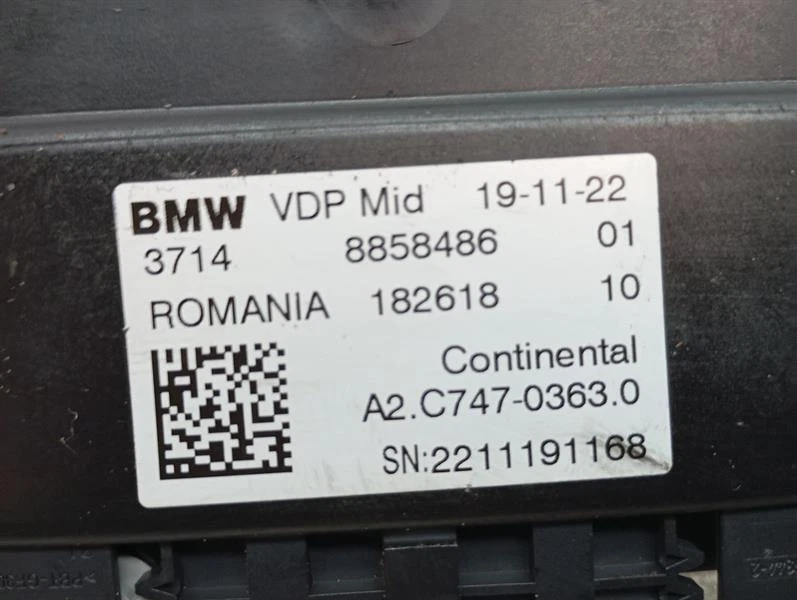 BMW VDP Mid 19-11-22
3714 8858486 01
ROMANIA 182618 10
Continental
A2.C747-0363.0
SN:2211191168